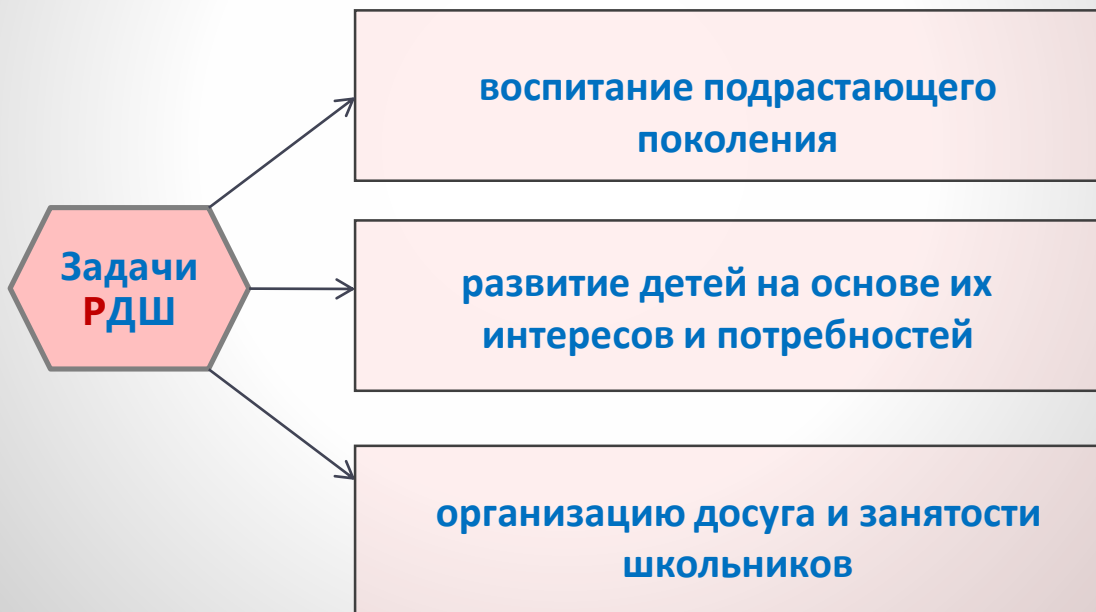 воспитание подрастающего
поколения
Задачи
РДШ
развитие детей на основе их
интересов и потребностей
организацию досуга и занятости
школьников